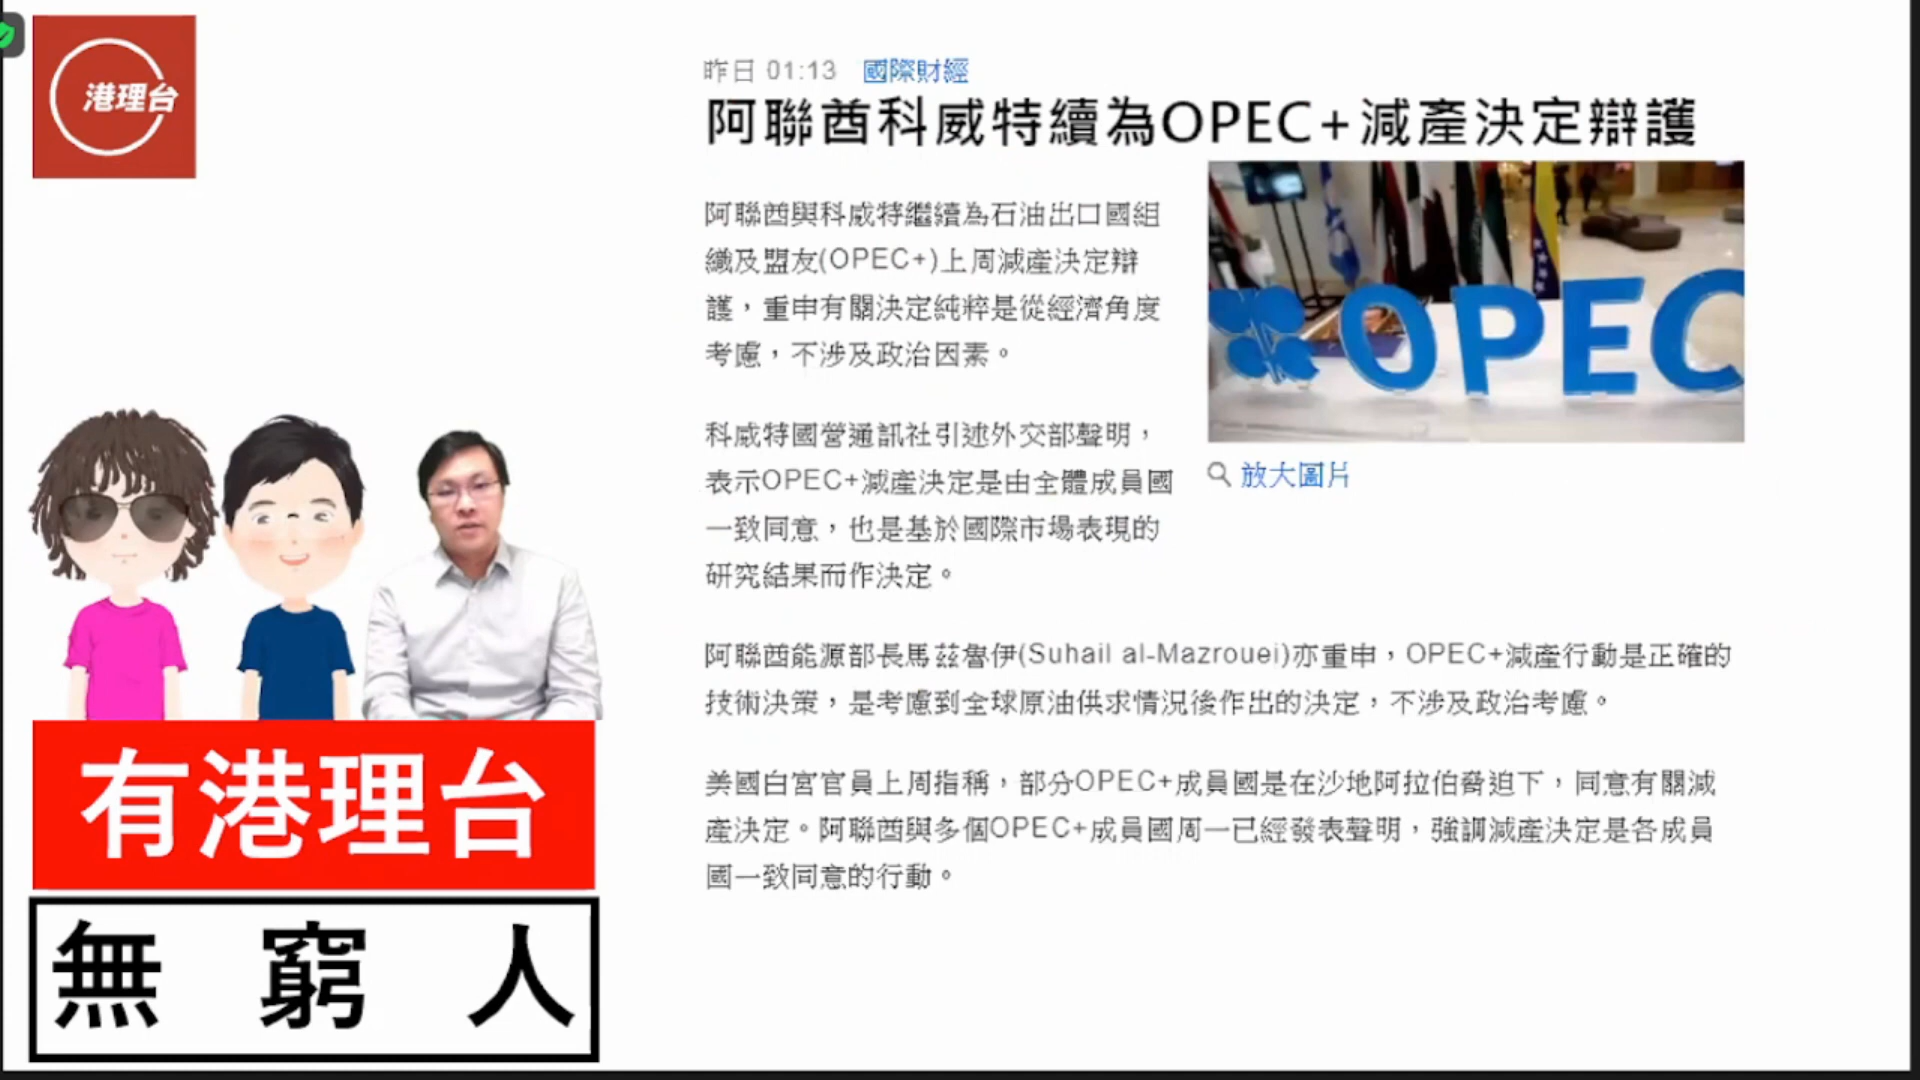 港理台
昨日 01:13 國際財經
阿聯酋科威特續為OPEC+減產決定辯護
阿聯酋與科威特繼續為石油出口國組
織及盟友(OPEC+)上周減產決定辯
護，重申有關決定純粹是從經濟角度
考慮，不涉及政治因素。
OPEC
放大圖片
科威特國營通訊社引述外交部聲明，
表示OPEC+減產決定是由全體成員國
一致同意，也是基於國際市場表現的
研究結果而作決定。
阿聯酋能源部長馬茲魯伊(Suhail al-Mazrouei)亦重申，OPEC+減產行動是正確的
技術決策，是考慮到全球原油供求情況後作出的決定，不涉及政治考慮。
美國白宮官員上周指稱，部分OPEC+成員國是在沙地阿拉伯脅迫下，同意有關減
產決定。阿聯酋與多個OPEC+成員國周一已經發表聲明，強調減產決定是各成員
國一致同意的行動。
有港理台
無窮人